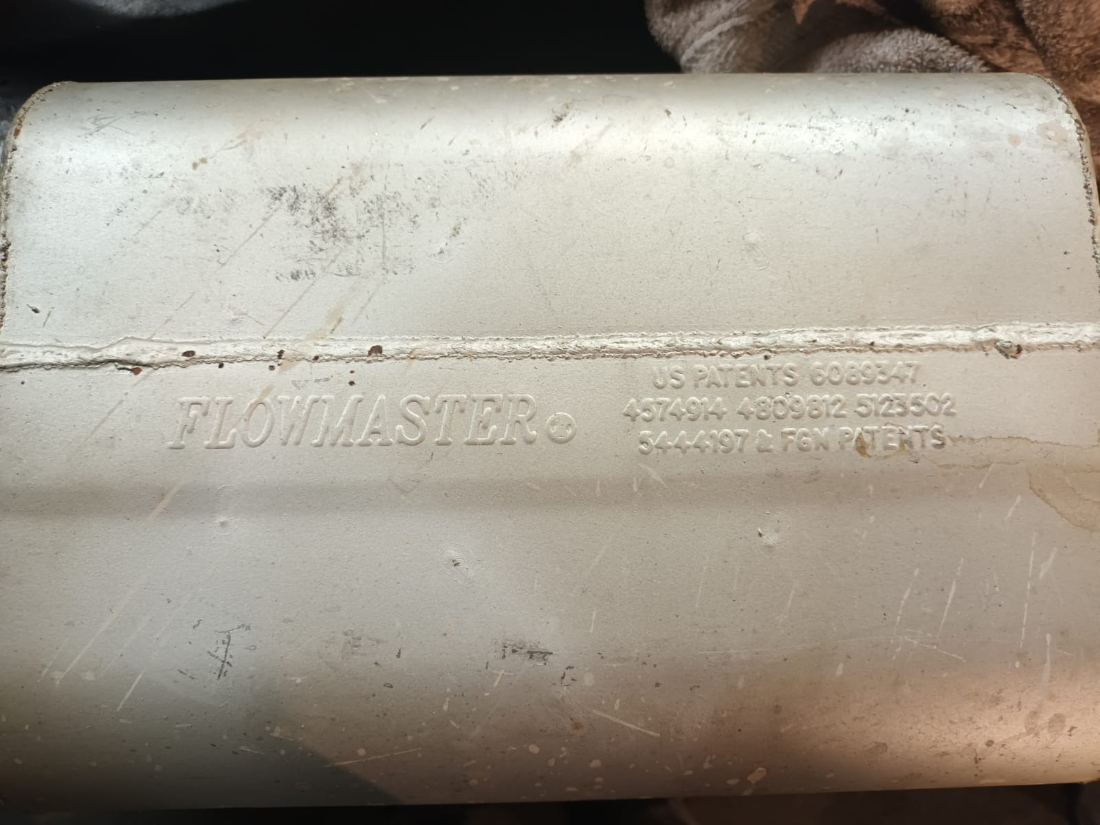 FLOWMASTER®
US PATENTS 6089347
4574914 4809812 5123502
5444197 & FGN PATENTS